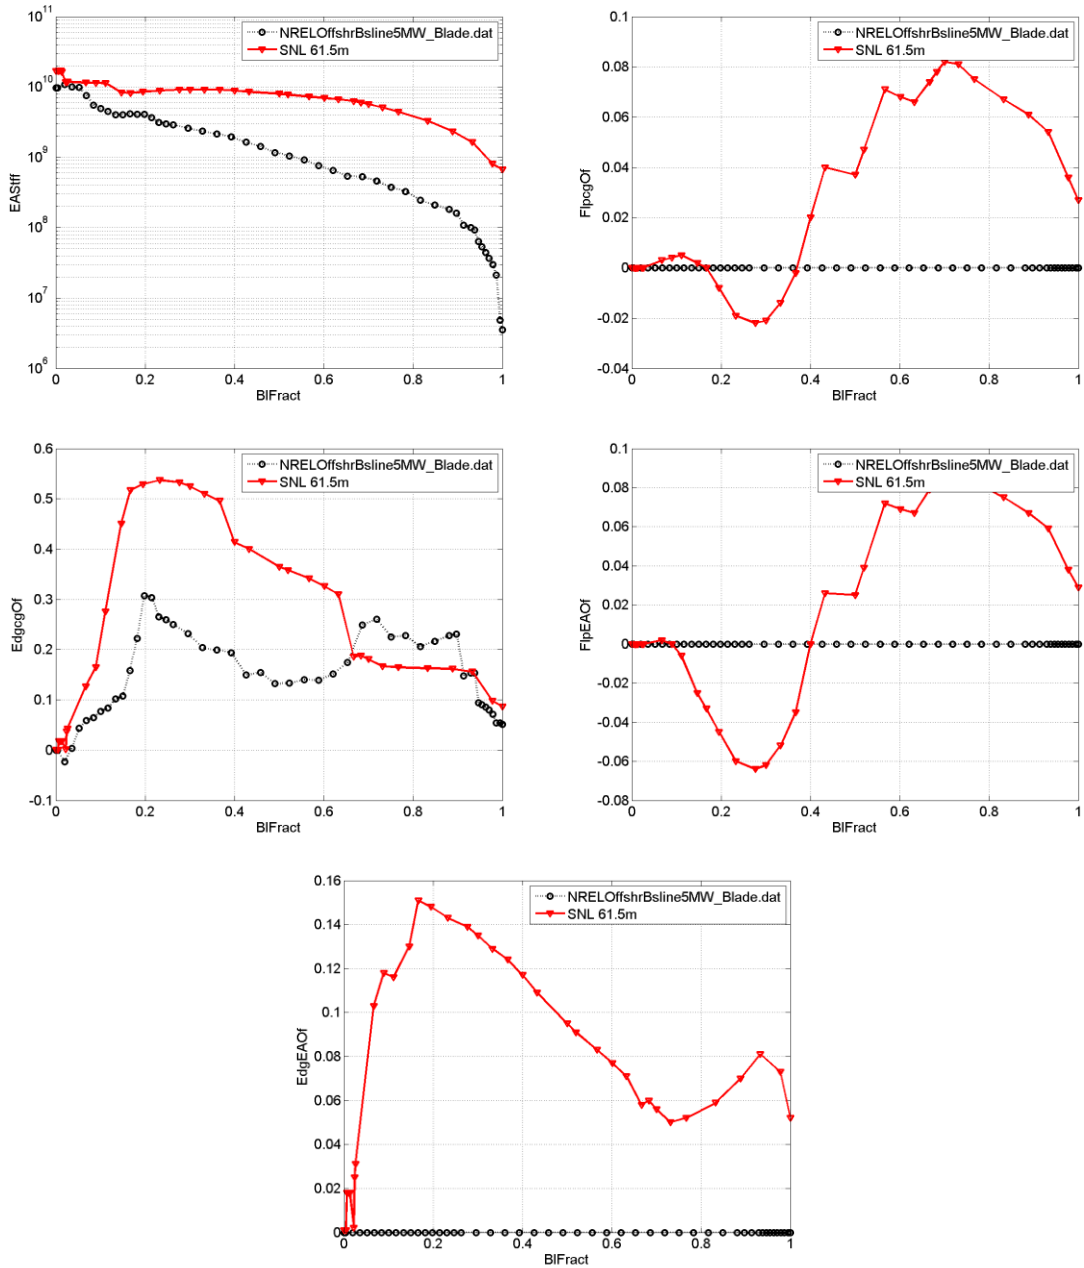 10^11
10^10
10^9
10^8
10^7
10^6
EAStff
0 0.2 0.4 0.6 0.8 1
BlFract
NRELOffshrBsline5MW_Blade.dat
SNL 61.5m
0.1
0.08
0.06
0.04
0.02
0
-0.02
-0.04
FlpcgOf
0 0.2 0.4 0.6 0.8 1
BlFract
NRELOffshrBsline5MW_Blade.dat
SNL 61.5m
0.6
0.5
0.4
0.3
0.2
0.1
0
-0.1
EdgcgOf
0 0.2 0.4 0.6 0.8 1
BlFract
NRELOffshrBsline5MW_Blade.dat
SNL 61.5m
0.1
0.08
0.06
0.04
0.02
0
-0.02
-0.04
-0.06
-0.08
FlpEAOf
0 0.2 0.4 0.6 0.8 1
BlFract
NRELOffshrBsline5MW_Blade.dat
SNL 61.5m
0.16
0.14
0.12
0.1
0.08
0.06
0.04
0.02
0
EdgEAOf
0 0.2 0.4 0.6 0.8 1
BlFract
NRELOffshrBsline5MW_Blade.dat
SNL 61.5m